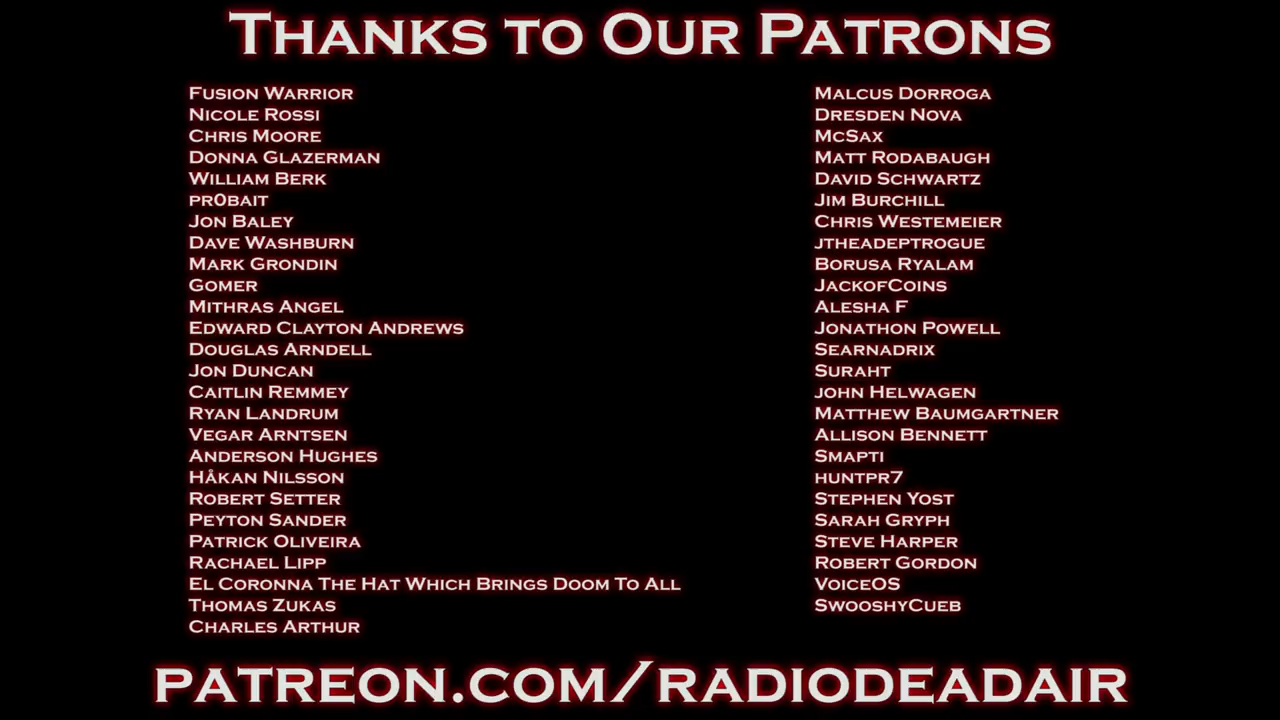 Thanks to Our Patrons
Fusion Warrior
Nicole Rossi
Chris Moore
Donna Glazerman
William Berk
pr0bait
Jon Baley
Dave Washburn
Mark Grondin
Gomer
Mithras Angel
Edward Clayton Andrews
Douglas Arndell
Jon Duncan
Caitlin Remmey
Ryan Landrum
Vegar Arntsen
Anderson Hughes
Håkan Nilsson
Robert Setter
Peyton Sander
Patrick Oliveira
Rachael Lipp
El Coronna The Hat Which Brings Doom To All
Thomas Zukas
Charles Arthur
Malcus Dorroga
Dresden Nova
McSax
Matt Rodabaugh
David Schwartz
Jim Burchill
Chris Westemeier
jtheadeptrogue
Borusa Ryalam
JackofCoins
Alesha F
Jonathon Powell
Searnadrix
Suraht
john Helwagen
Matthew Baumgartner
Allison Bennett
Smapti
huntpr7
Stephen Yost
Sarah Gryph
Steve Harper
Robert Gordon
VoiceOS
SwooshyCueb
patreon.com/radiodeadair